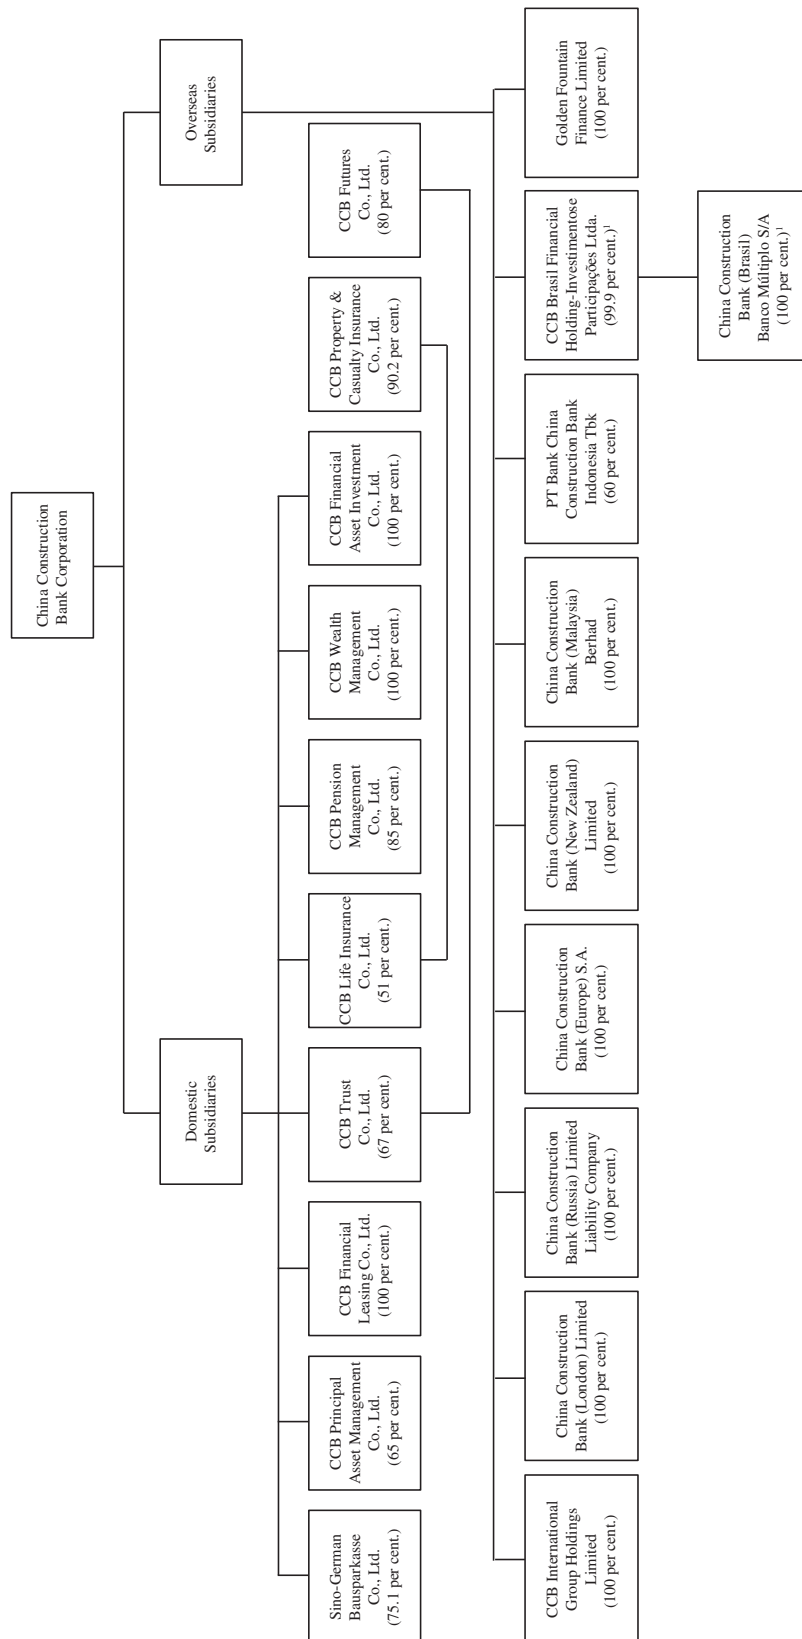 China Construction
Bank Corporation
Domestic
Subsidiaries
Overseas
Subsidiaries
Sino-German
Bausparkasse
Co., Ltd.
(75.1 per cent.)
CCB Principal
Asset Management
Co., Ltd.
(65 per cent.)
CCB Financial
Leasing Co., Ltd.
(100 per cent.)
CCB Trust
Co., Ltd.
(67 per cent.)
CCB Life Insurance
Co., Ltd.
(51 per cent.)
CCB Pension
Management
Co., Ltd.
(85 per cent.)
CCB Wealth
Management
Co., Ltd.
(100 per cent.)
CCB Financial
Asset Investment
Co., Ltd.
(100 per cent.)
CCB Property &
Casualty Insurance
Co., Ltd.
(90.2 per cent.)
CCB Futures
Co., Ltd.
(80 per cent.)
CCB International
Group Holdings
Limited
(100 per cent.)
China Construction
Bank (London) Limited
(100 per cent.)
China Construction
Bank (Russia) Limited
Liability Company
(100 per cent.)
China Construction
Bank (Europe) S.A.
(100 per cent.)
China Construction
Bank (New Zealand)
Limited
(100 per cent.)
China Construction
Bank (Malaysia)
Berhad
(100 per cent.)
PT Bank China
Construction Bank
Indonesia Tbk
(60 per cent.)
CCB Brasil Financial
Holding-Investimentose
Participações Ltda.
(99.9 per cent.)¹
Golden Fountain
Finance Limited
(100 per cent.)
China Construction
Bank (Brasil)
Banco Múltiplo S/A
(100 per cent.)¹